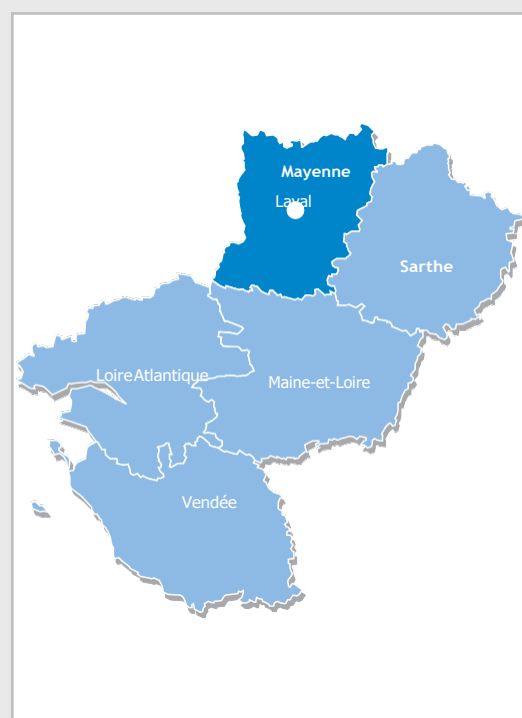 Mayenne
Laval
Sarthe
Loire Atlantique
Maine-et-Loire
Vendée